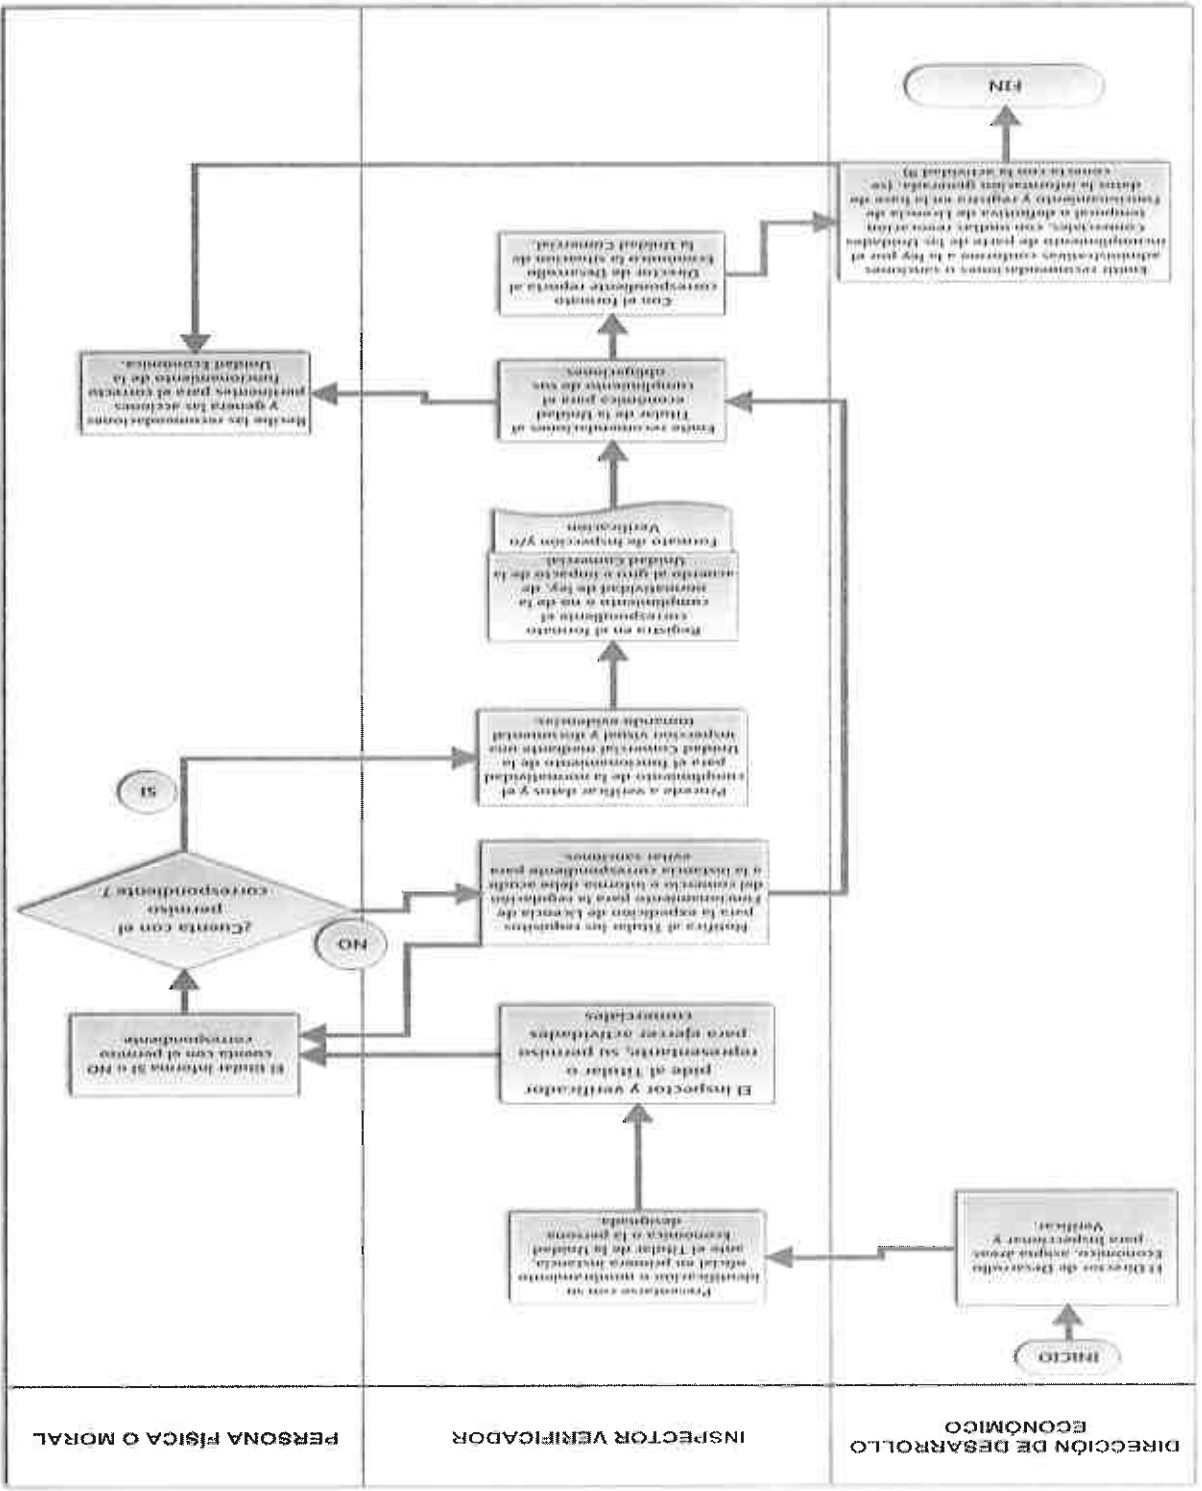 DIRECCIÓN DE DESARROLLO
ECONÓMICO
INSPECTOR VERIFICADOR
PERSONA FÍSICA O MORAL
INICIO
El Director de Desarrollo
Económico, asigna áreas
para Inspeccionar y
Verificar.
Presentarse con su
identificación o nombramiento
oficial en primera instancia,
ante el Titular de la Unidad
Económica o la persona
designada
El inspector y verificador
pide al Titular o
representante, su permiso
para ejercer actividades
comerciales
El titular informa SI o NO
cuenta con el permiso
correspondiente
¿Cuenta con el
permiso
correspondiente ?
NO
SI
Notifica al Titular los requisitos
para la expedición de Licencia de
Funcionamiento para la regulación
del comercio e informa debe acudir
a la instancia correspondiente para
evitar sanciones.
Procede a verificar datos y el
cumplimiento de la normatividad
para el funcionamiento de la
Unidad Comercial mediante una
inspección visual y documental
tomando evidencias.
Registra en el formato
correspondiente el
cumplimiento o no de la
normatividad de ley, de
acuerdo al giro e impacto de la
Unidad Comercial
Formato de Inspección y/o
Verificación
Emite recomendaciones al
Titular de la Unidad
económica para el
cumplimiento de sus
obligaciones
Recibe las recomendaciones
y genera las acciones
pertinentes para el correcto
funcionamiento de la
Unidad Económica.
Con el formato
correspondiente reporta al
Director de Desarrollo
Económico la situación de
la Unidad Comercial.
Emitir recomendaciones o sanciones
administrativas conforme a la ley por el
incumplimiento de parte de las Unidades
Comerciales, con multas revocación
temporal o definitiva de Licencia de
Funcionamiento y registra en la base de
datos la información generada, (se
conecta con la actividad 9)
FIN